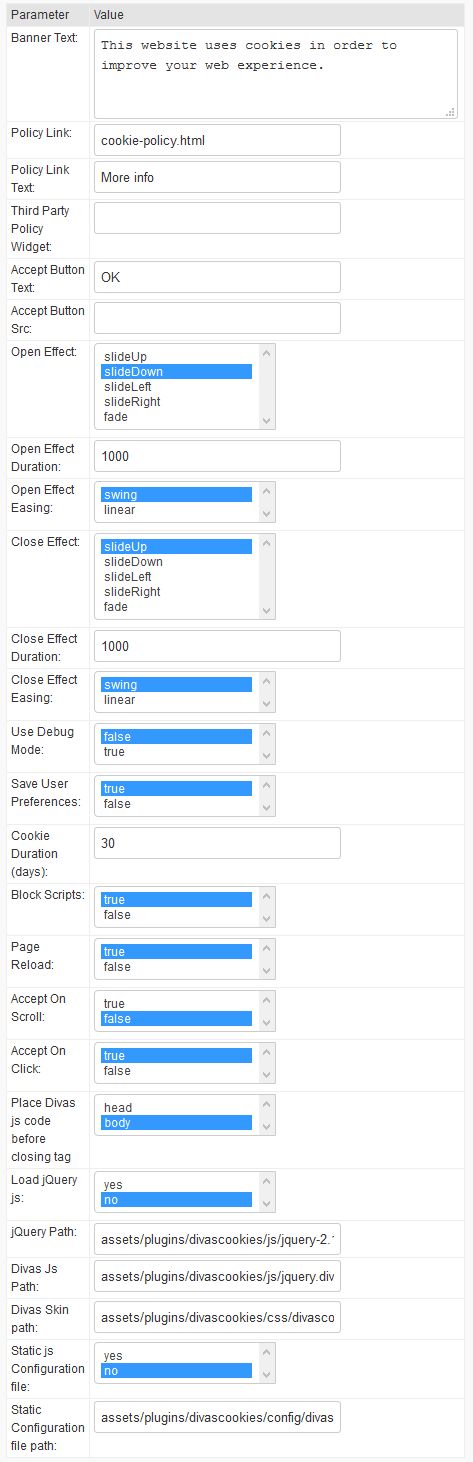 Parameter Value
Banner Text: This website uses cookies in order to
improve your web experience.
Policy Link: cookie-policy.html
Policy Link
Text: More info
Third Party
Policy
Widget:
Accept Button
Text: OK
Accept Button
Src:
Open Effect: slideUp
slideDown
slideLeft
slideRight
fade
Open Effect
Duration: 1000
Open Effect
Easing: swing
linear
Close Effect: slideUp
slideDown
slideLeft
slideRight
fade
Close Effect
Duration: 1000
Close Effect
Easing: swing
linear
Use Debug
Mode: false
true
Save User
Preferences: true
false
Cookie
Duration
(days): 30
Block Scripts: true
false
Page
Reload: true
false
Accept On
Scroll: true
false
Accept On
Click: true
false
Place Divas
js code
before
closing tag head
body
Load jQuery
js: yes
no
jQuery Path: assets/plugins/divascookies/js/jquery-2.
Divas Js
Path: assets/plugins/divascookies/js/jquery.div
Divas Skin
path: assets/plugins/divascookies/css/divasco
Static js
Configuration
file: yes
no
Static
Configuration
file path: assets/plugins/divascookies/config/divas